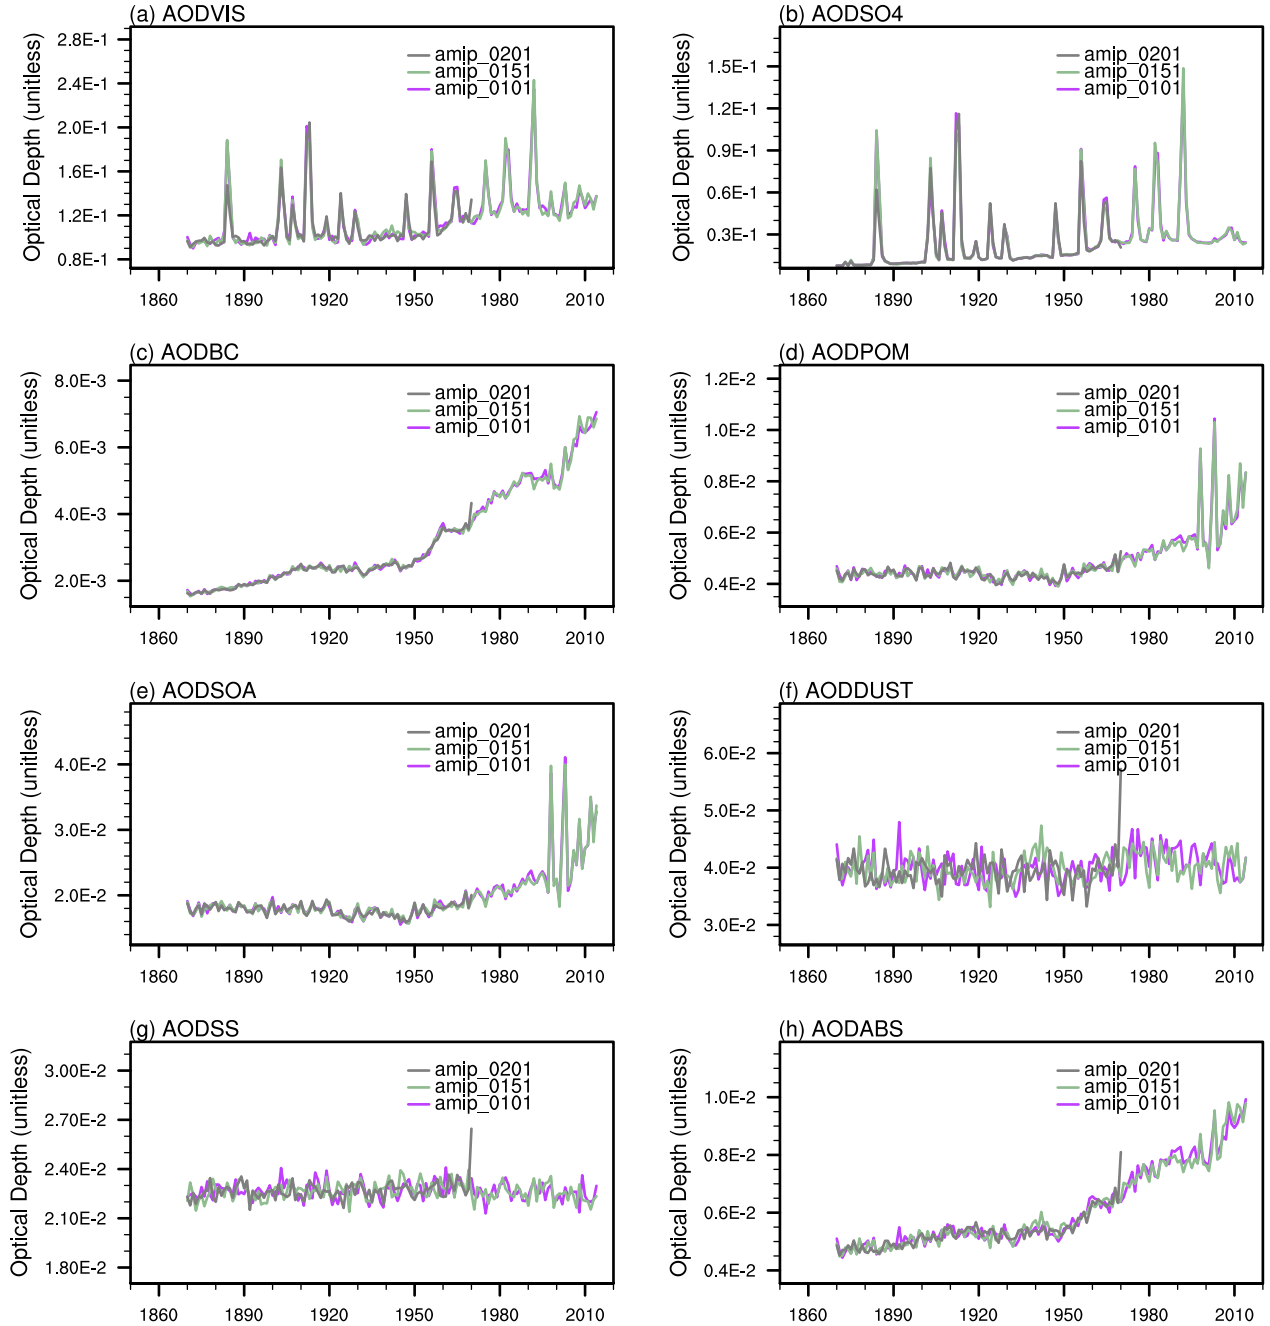 (a) AODVIS
Optical Depth (unitless)
2.8E-1
2.4E-1
2.0E-1
1.6E-1
1.2E-1
0.8E-1
amip_0201
amip_0151
amip_0101
1860 1890 1920 1950 1980 2010
(b) AODSO4
Optical Depth (unitless)
1.5E-1
1.2E-1
0.9E-1
0.6E-1
0.3E-1
amip_0201
amip_0151
amip_0101
1860 1890 1920 1950 1980 2010
(c) AODBC
Optical Depth (unitless)
8.0E-3
6.0E-3
4.0E-3
2.0E-3
amip_0201
amip_0151
amip_0101
1860 1890 1920 1950 1980 2010
(d) AODPOM
Optical Depth (unitless)
1.2E-2
1.0E-2
0.8E-2
0.6E-2
0.4E-2
amip_0201
amip_0151
amip_0101
1860 1890 1920 1950 1980 2010
(e) AODSOA
Optical Depth (unitless)
4.0E-2
3.0E-2
2.0E-2
amip_0201
amip_0151
amip_0101
1860 1890 1920 1950 1980 2010
(f) AODDUST
Optical Depth (unitless)
6.0E-2
5.0E-2
4.0E-2
3.0E-2
amip_0201
amip_0151
amip_0101
1860 1890 1920 1950 1980 2010
(g) AODSS
Optical Depth (unitless)
3.00E-2
2.70E-2
2.40E-2
2.10E-2
1.80E-2
amip_0201
amip_0151
amip_0101
1860 1890 1920 1950 1980 2010
(h) AODABS
Optical Depth (unitless)
1.0E-2
0.8E-2
0.6E-2
0.4E-2
amip_0201
amip_0151
amip_0101
1860 1890 1920 1950 1980 2010